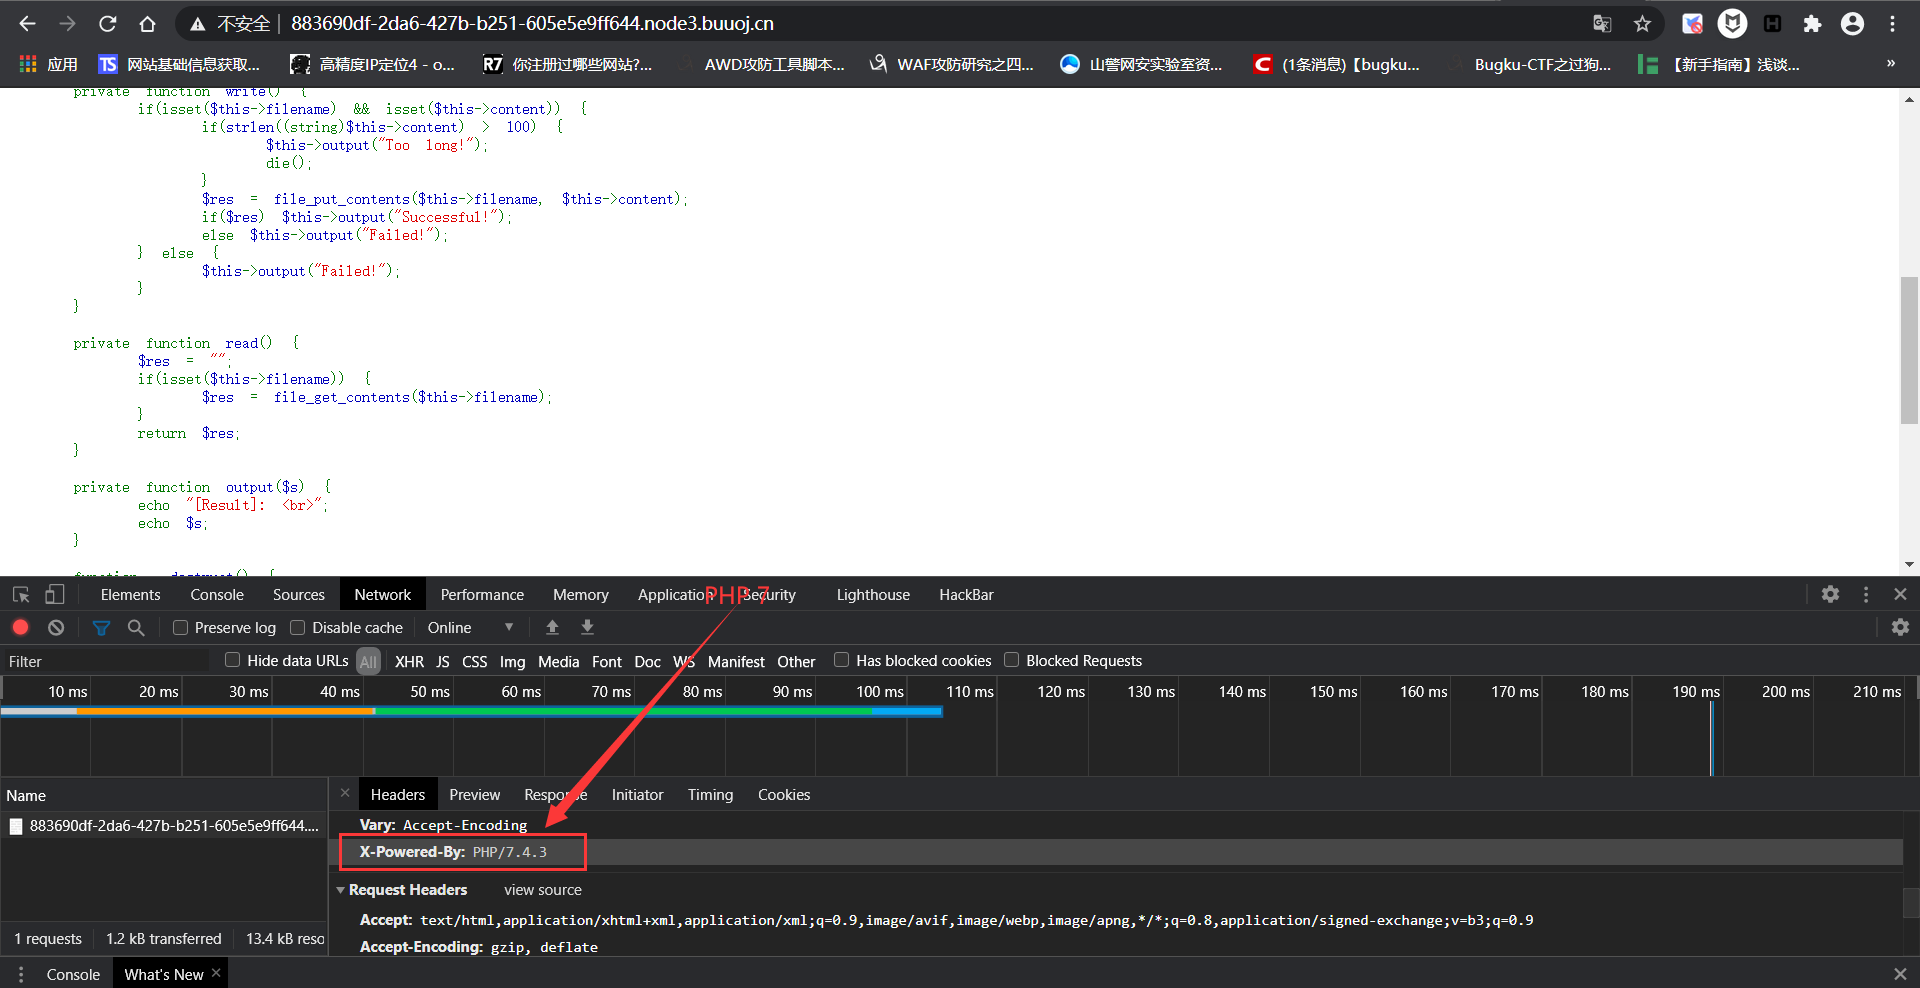 不安全 883690df-2da6-427b-b251-605e5e9ff644.node3.buuoj.cn
应用 TS 网站基础信息获取... 高精度IP定位4 - o... R7 你注册过哪些网站?... AWD攻防工具脚本... WAF攻防研究之四... 山警网安实验室资... C (1条消息)【bugku... Bugku-CTF之过狗... 【新手指南】浅谈... »
private function write() {
if(isset($this->filename) && isset($this->content)) {
if(strlen((string)$this->content) > 100) {
$this->output("Too long!");
die();
}
$res = file_put_contents($this->filename, $this->content);
if($res) $this->output("Successful!");
else $this->output("Failed!");
} else {
$this->output("Failed!");
}
}
private function read() {
$res = "";
if(isset($this->filename)) {
$res = file_get_contents($this->filename);
}
return $res;
}
private function output($s) {
echo "[Result]: <br>";
echo $s;
}
Elements Console Sources Network Performance Memory Application Security Lighthouse HackBar
PHP 7
Preserve log Disable cache Online
Filter Hide data URLs All XHR JS CSS Img Media Font Doc WS Manifest Other Has blocked cookies Blocked Requests
10 ms 20 ms 30 ms 40 ms 50 ms 60 ms 70 ms 80 ms 90 ms 100 ms 110 ms 120 ms 130 ms 140 ms 150 ms 160 ms 170 ms 180 ms 190 ms 200 ms 210 ms
Name Headers Preview Response Initiator Timing Cookies
883690df-2da6-427b-b251-605e5e9ff644....
Vary: Accept-Encoding
X-Powered-By: PHP/7.4.3
Request Headers view source
Accept: text/html,application/xhtml+xml,application/xml;q=0.9,image/avif,image/webp,image/apng,*/*;q=0.8,application/signed-exchange;v=b3;q=0.9
1 requests 1.2 kB transferred 13.4 kB reso
Accept-Encoding: gzip, deflate
Console What's New